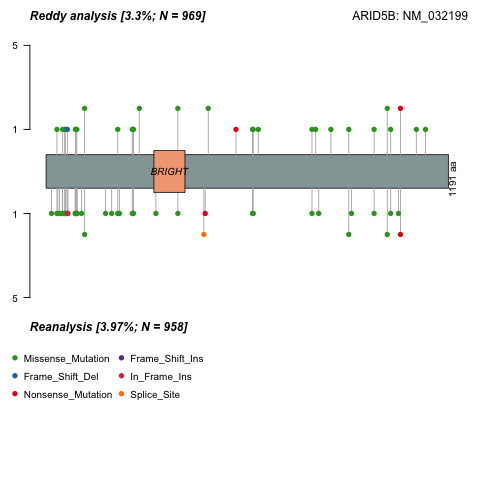 Reddy analysis [3.3%; N = 969]
ARID5B: NM_032199
5
1
BRIGHT
1191 aa
1
5
Reanalysis [3.97%; N = 958]
Missense_Mutation
Frame_Shift_Ins
Frame_Shift_Del
In_Frame_Ins
Nonsense_Mutation
Splice_Site